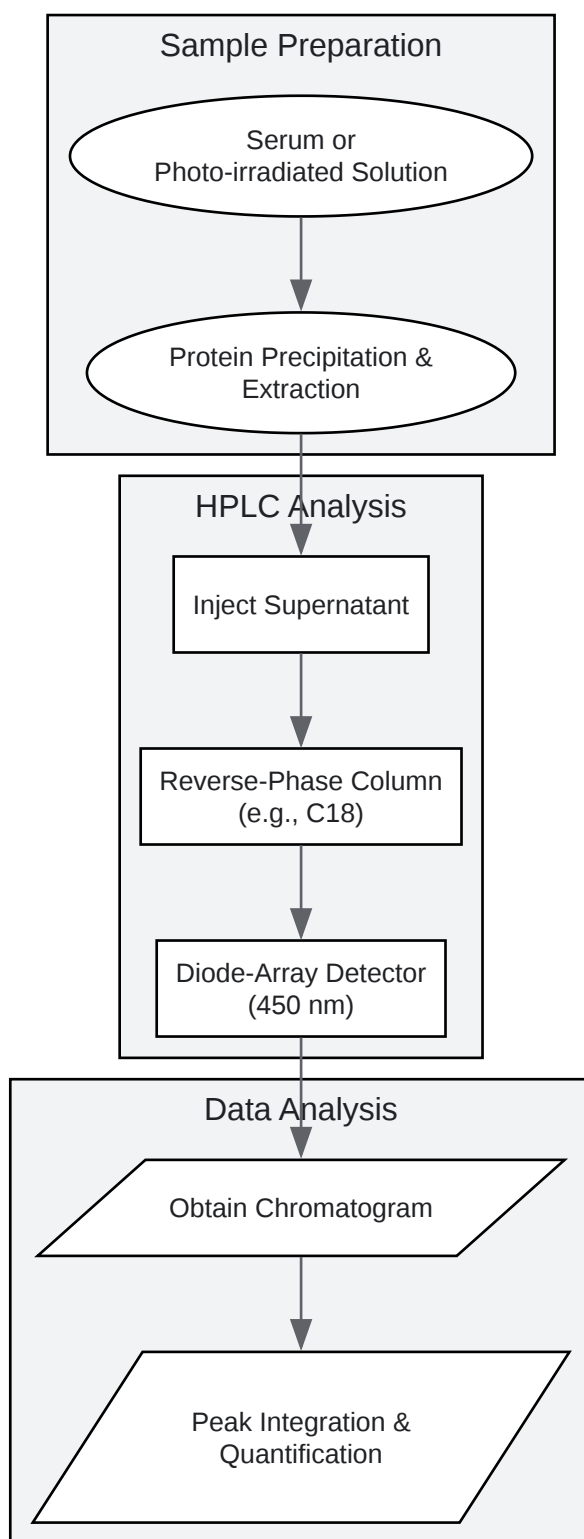 Sample Preparation
Serum or
Photo-irradiated Solution
Protein Precipitation &
Extraction
HPLC Analysis
Inject Supernatant
Reverse-Phase Column
(e.g., C18)
Diode-Array Detector
(450 nm)
Data Analysis
Obtain Chromatogram
Peak Integration &
Quantification